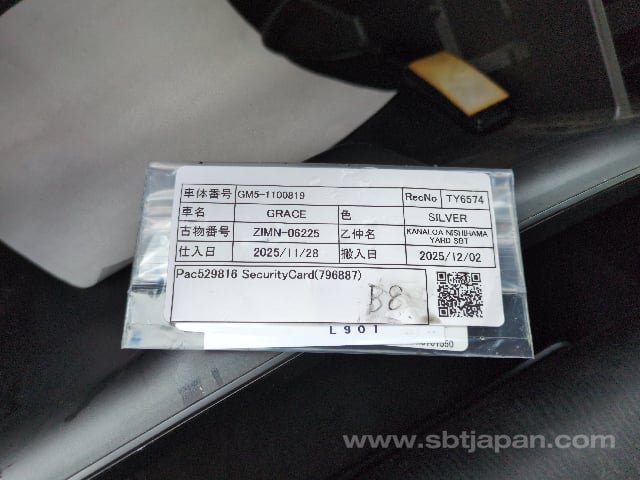 車体番号 GM5-1100819 RecNo TY6574
車名 GRACE 色 SILVER
古物番号 ZIMN-06225 乙仲名 KANALOA NISHIHAMA YARD SBT
仕入日 2025/11/28 搬入日 2025/12/02
Pac529816 SecurityCard(796887)
B8
L901
www.sbtjapan.com